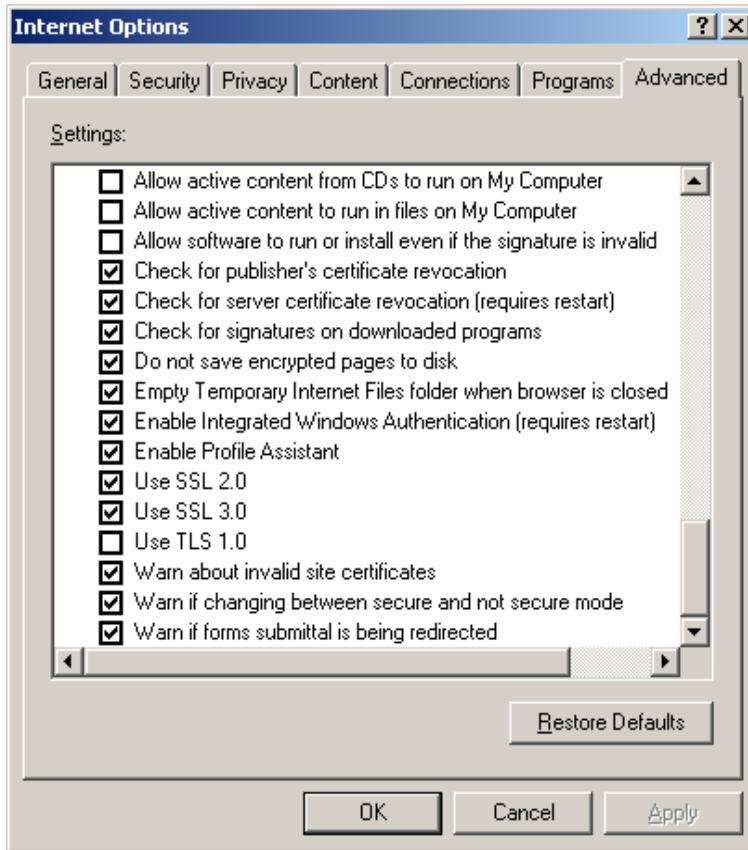 Internet Options
General Security Privacy Content Connections Programs Advanced
Settings:
Allow active content from CDs to run on My Computer
Allow active content to run in files on My Computer
Allow software to run or install even if the signature is invalid
Check for publisher's certificate revocation
Check for server certificate revocation (requires restart)
Check for signatures on downloaded programs
Do not save encrypted pages to disk
Empty Temporary Internet Files folder when browser is closed
Enable Integrated Windows Authentication (requires restart)
Enable Profile Assistant
Use SSL 2.0
Use SSL 3.0
Use TLS 1.0
Warn about invalid site certificates
Warn if changing between secure and not secure mode
Warn if forms submittal is being redirected
Restore Defaults
OK Cancel Apply